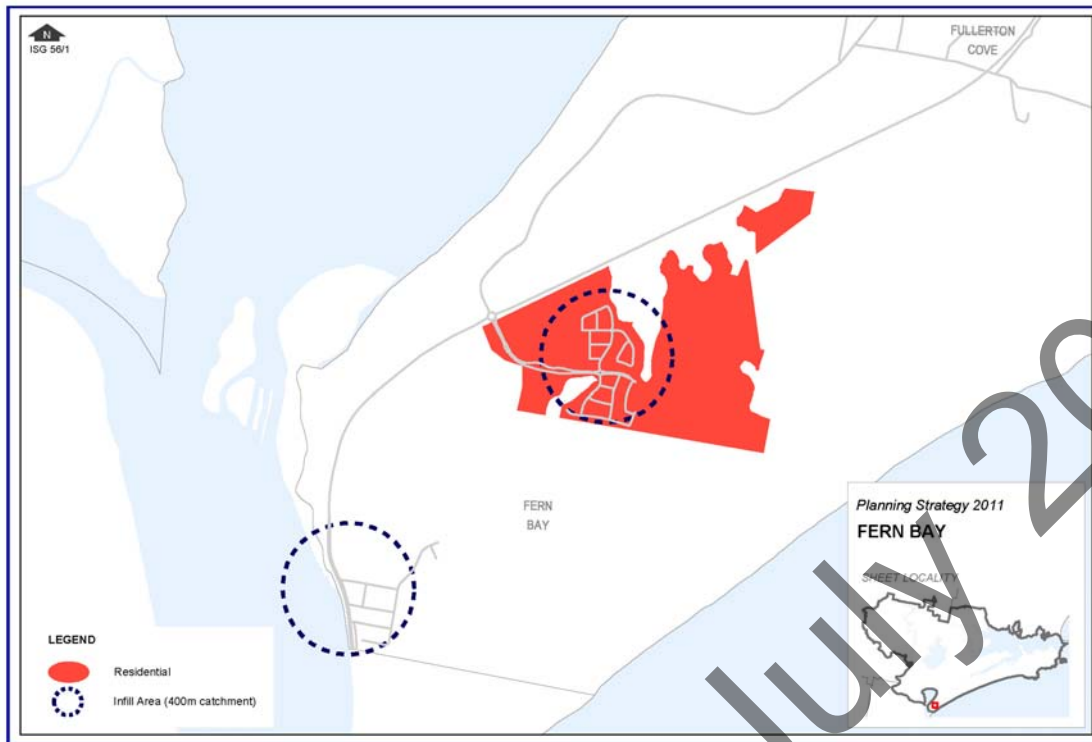 N
ISG 56/1
FULLERTON
COVE
FERN
BAY
Planning Strategy 2011
FERN BAY
SHEET LOCALITY
LEGEND
Residential
Infill Area (400m catchment)
July 20